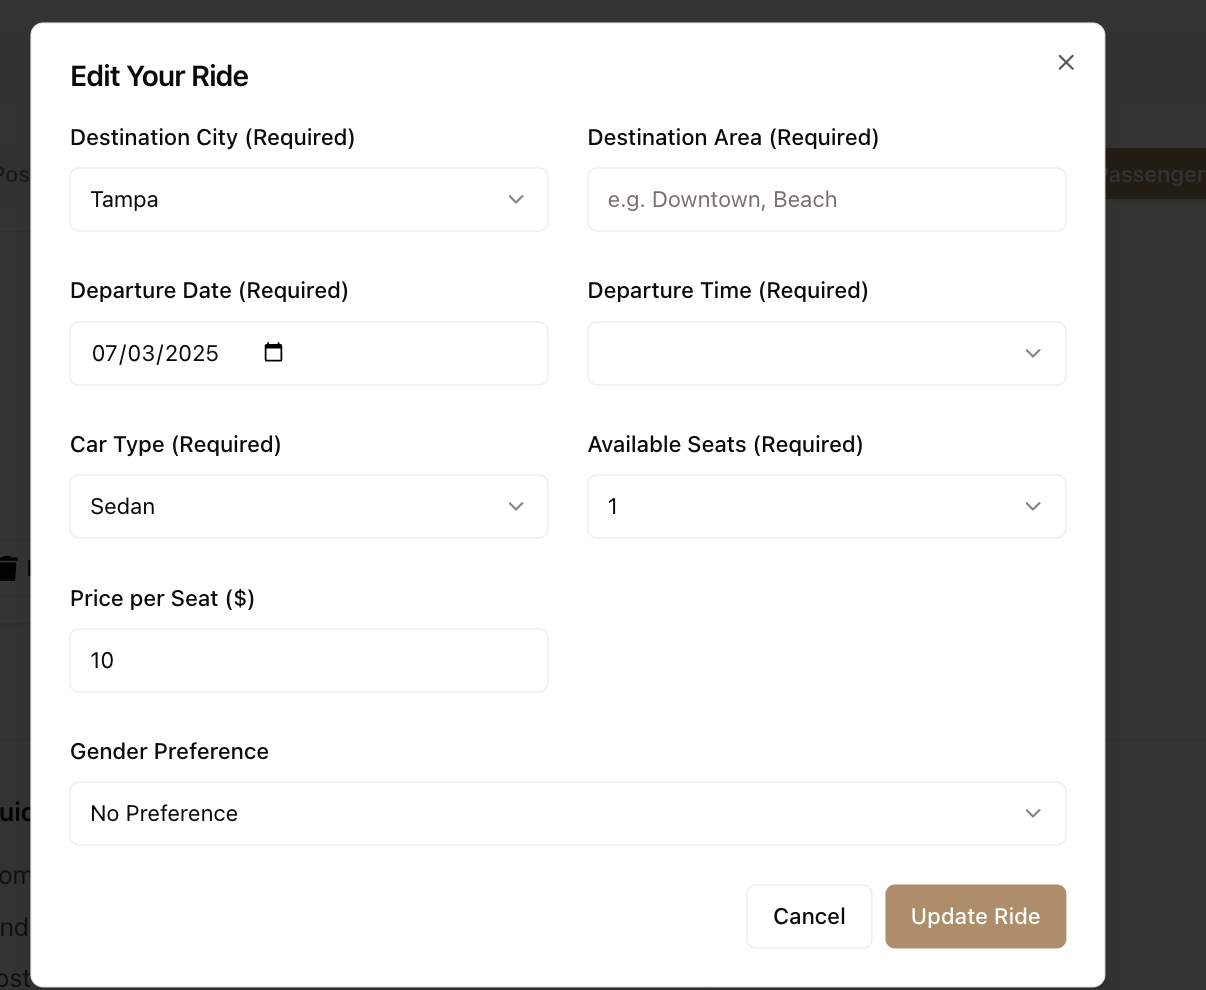 Edit Your Ride
Destination City (Required)
Destination Area (Required)
Tampa
e.g. Downtown, Beach
Passenger
Departure Date (Required)
Departure Time (Required)
07/03/2025
Car Type (Required)
Available Seats (Required)
Sedan
1
Price per Seat ($)
10
Gender Preference
No Preference
Cancel
Update Ride